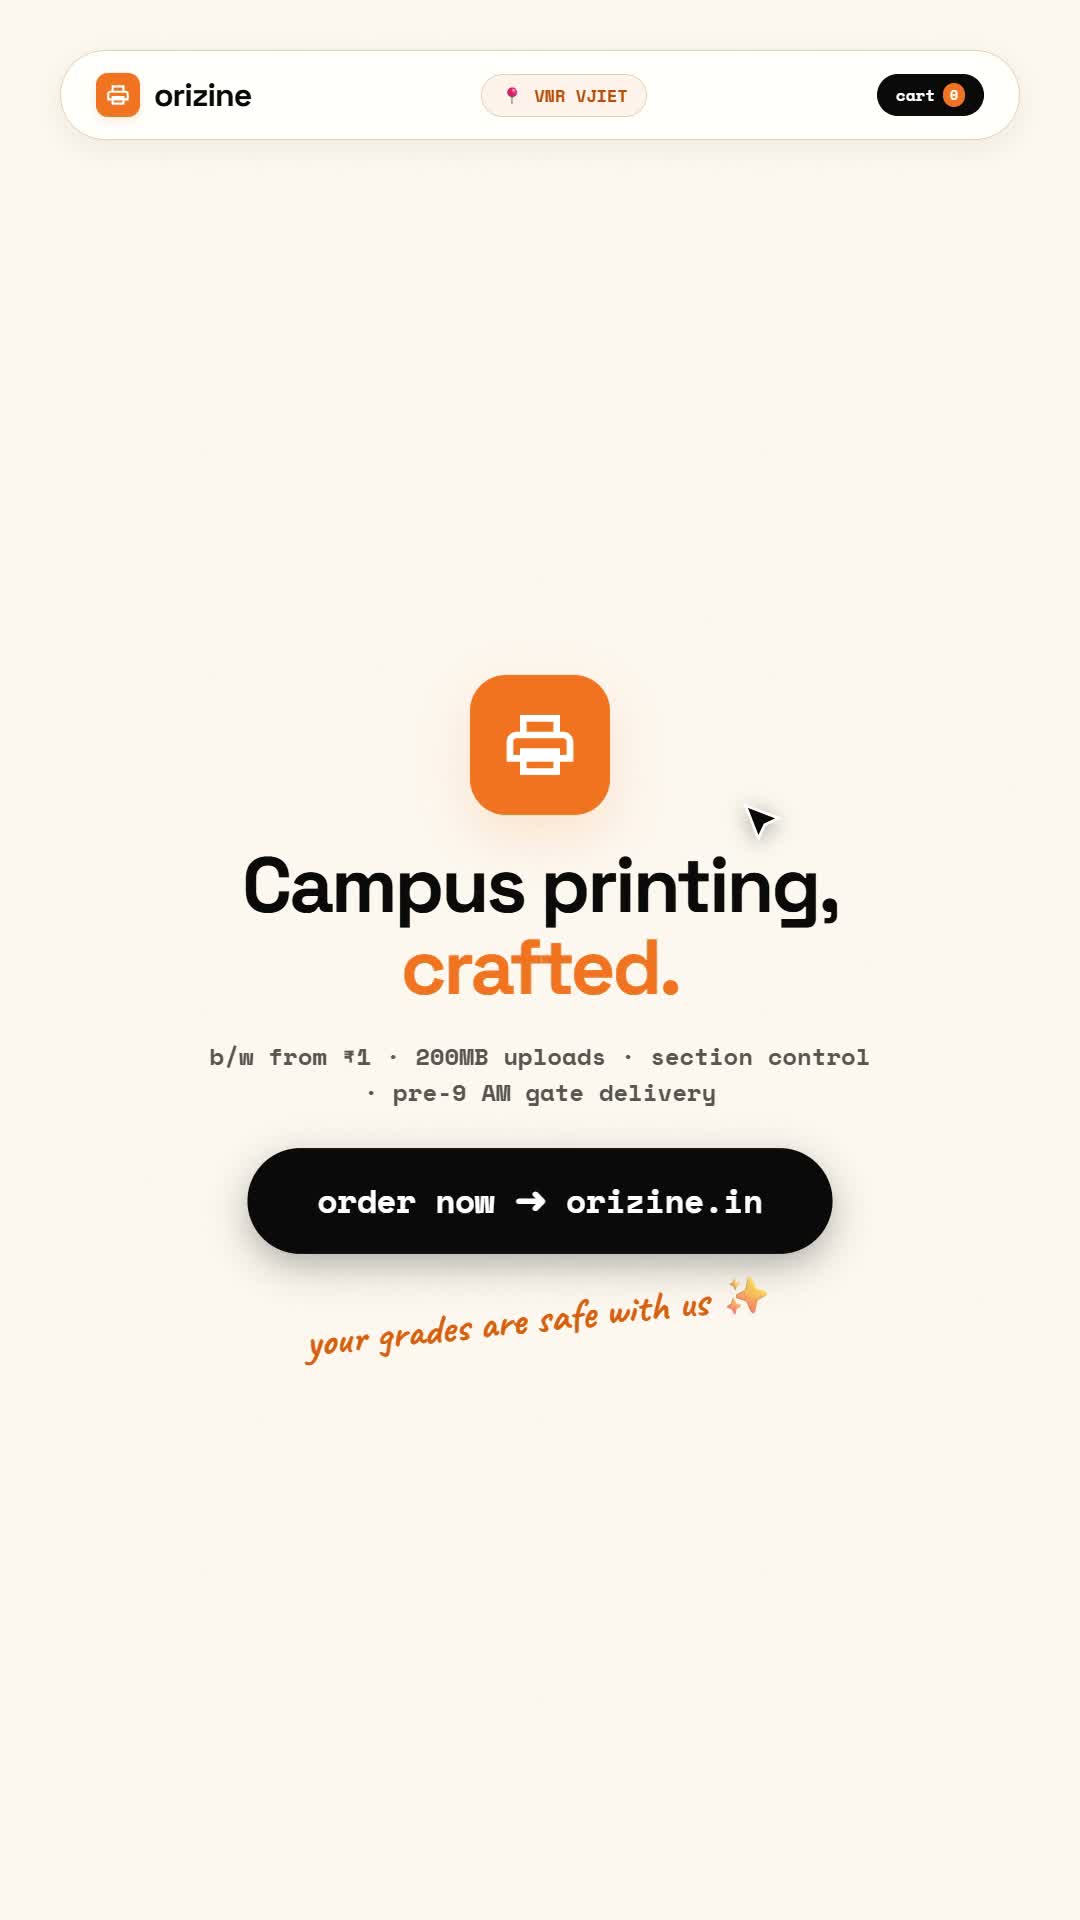 orizine
VNR VJIET
cart 0
Campus printing,
crafted.
b/w from ₹1 · 200MB uploads · section control
· pre-9 AM gate delivery
order now → orizine.in
your grades are safe with us ✨